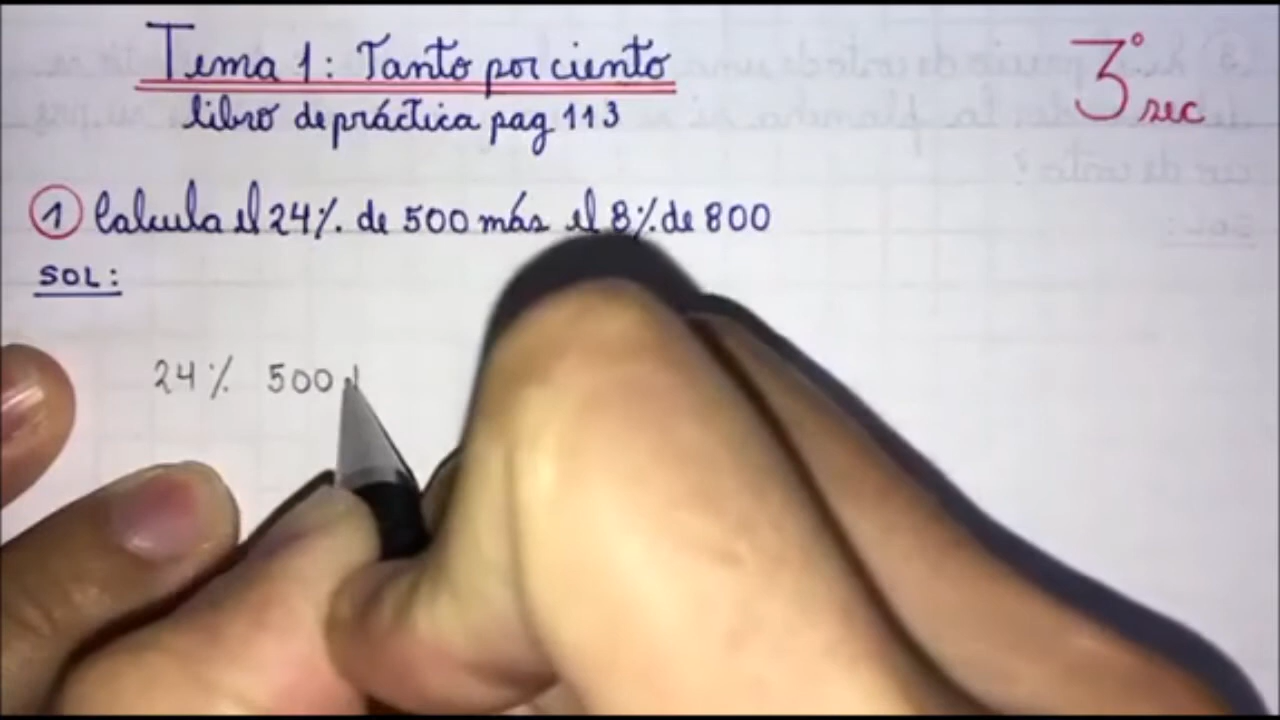 Tema 1: Tanto por ciento
3° sec
libro de práctica pag 113
1 Calcula el 24% de 500 más el 8% de 800
SOL:
24% 500